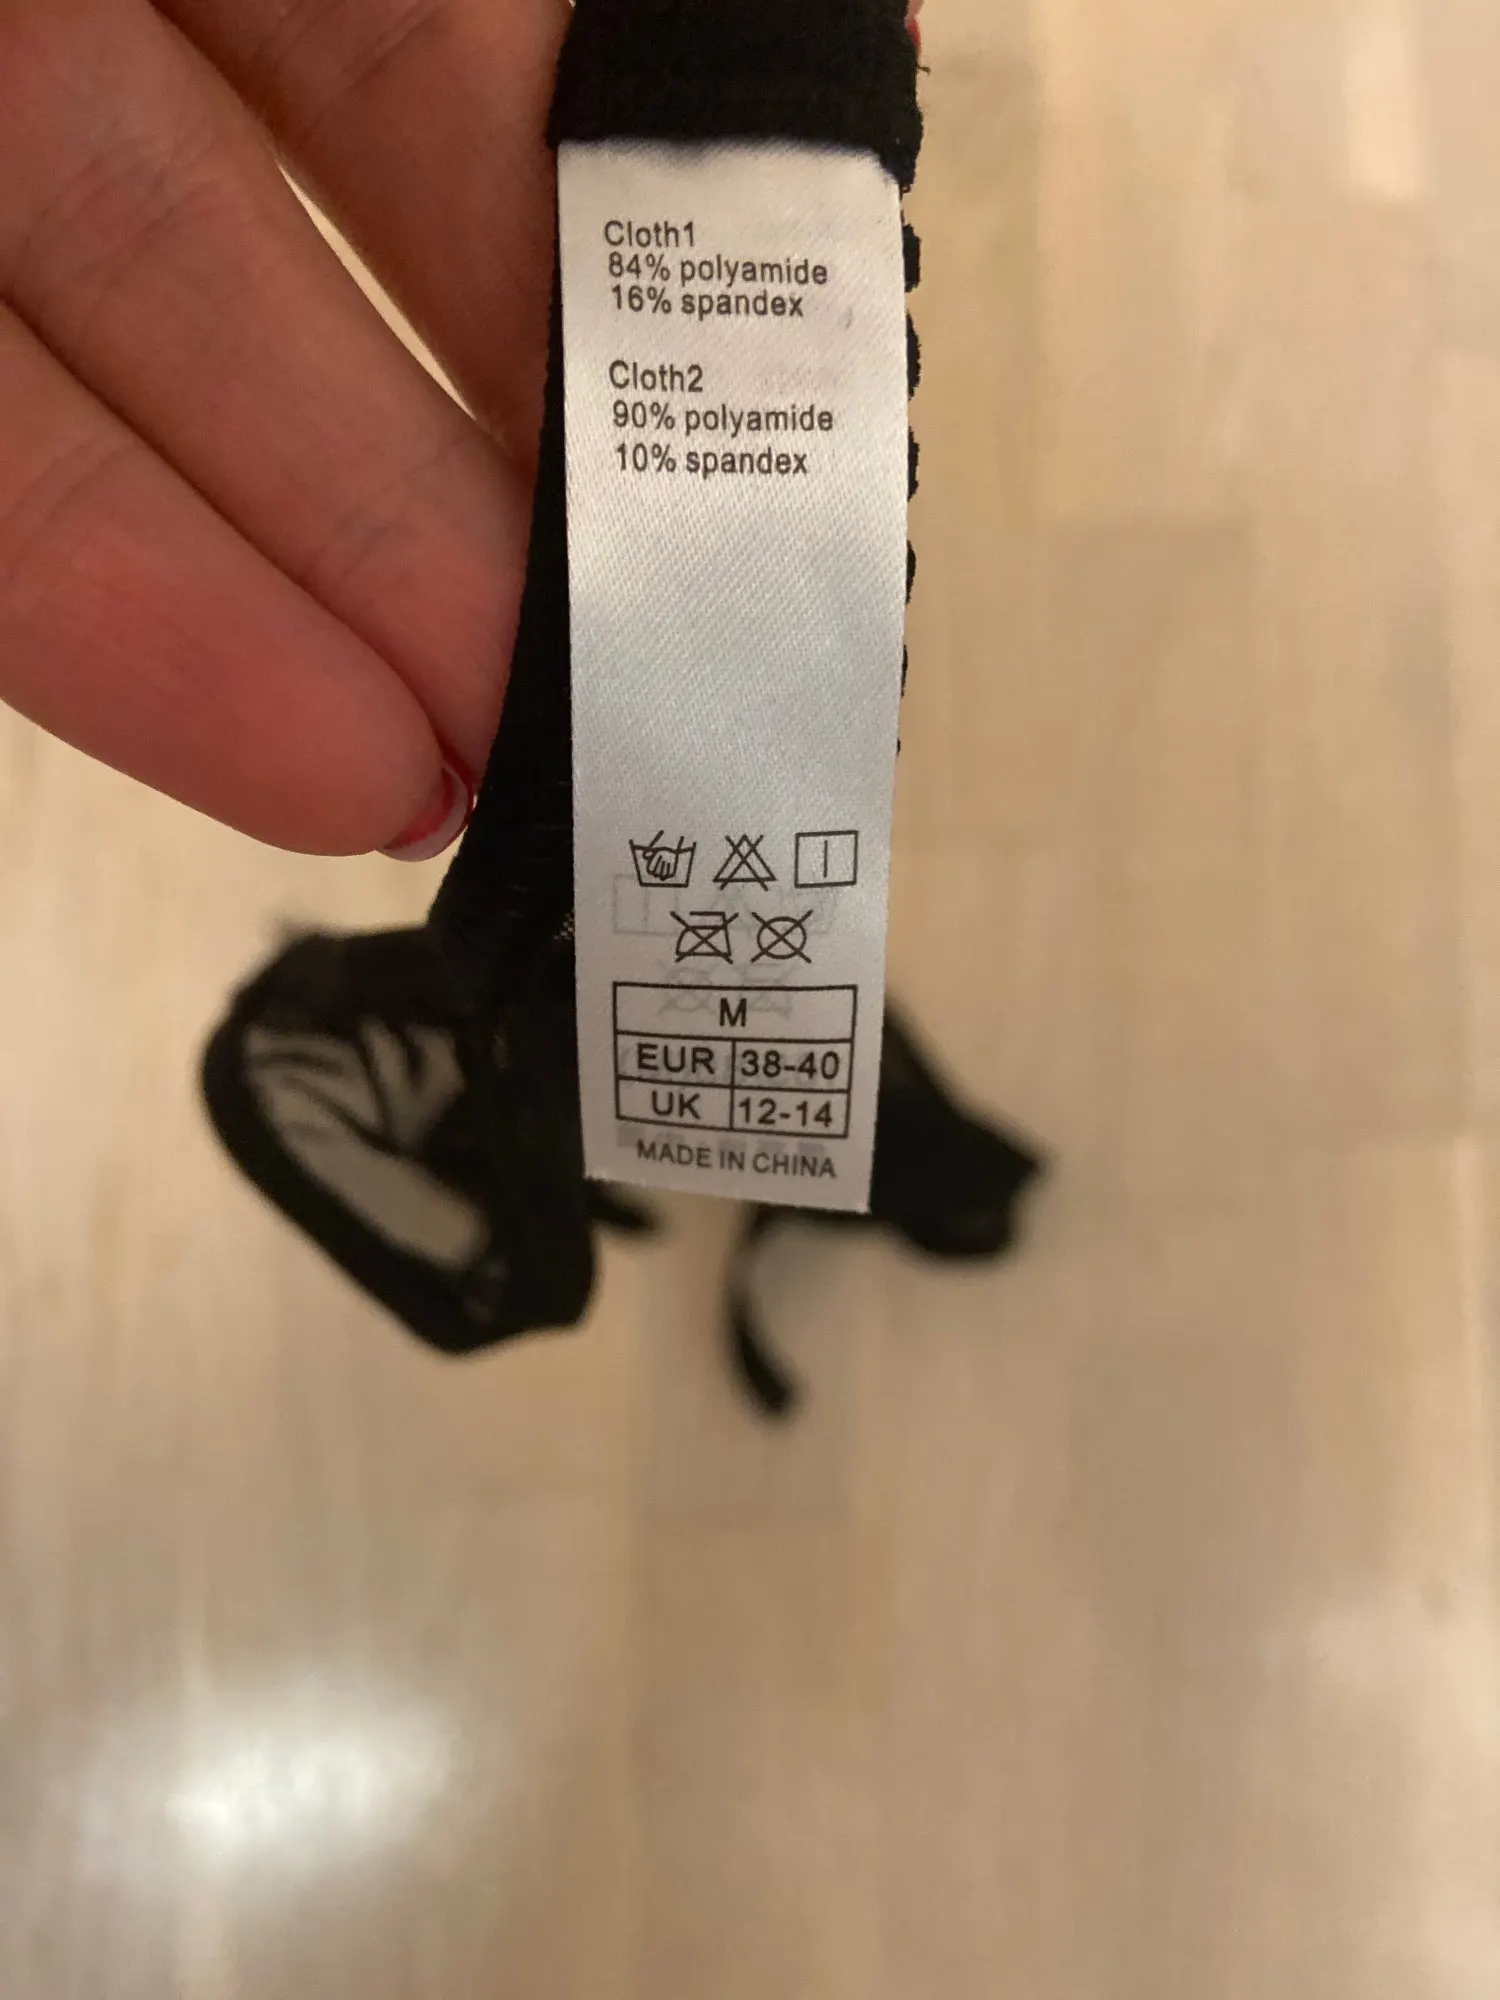 Cloth1
84% polyamide
16% spandex
Cloth2
90% polyamide
10% spandex
M
EUR 38-40
UK 12-14
MADE IN CHINA